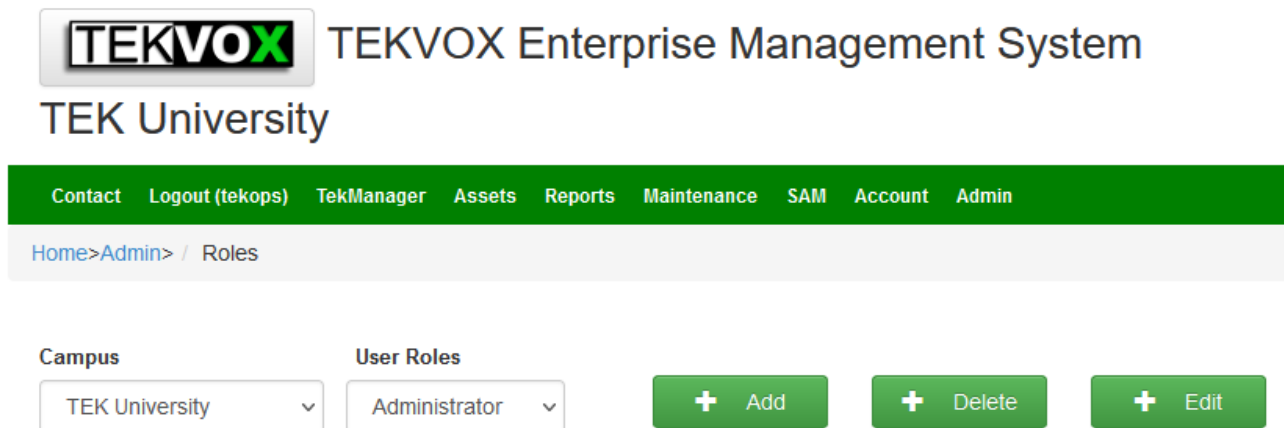 TEKVOX TEKVOX Enterprise Management System
TEK University
Contact Logout (tekops) TekManager Assets Reports Maintenance SAM Account Admin
Home>Admin> / Roles
Campus User Roles
TEK University Administrator + Add + Delete + Edit